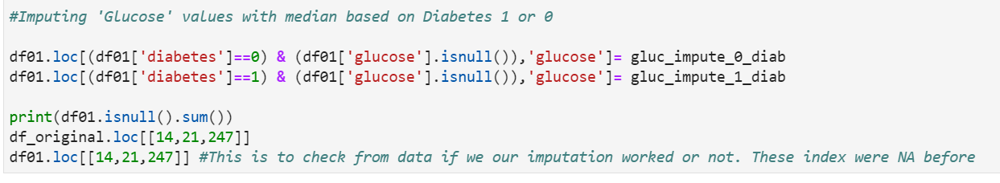 #Imputing 'Glucose' values with median based on Diabetes 1 or 0
df01.loc[(df01['diabetes']==0) & (df01['glucose'].isnull()),'glucose']= gluc_impute_0_diab
df01.loc[(df01['diabetes']==1) & (df01['glucose'].isnull()),'glucose']= gluc_impute_1_diab
print(df01.isnull().sum())
df_original.loc[[14,21,247]]
df01.loc[[14,21,247]] #This is to check from data if we our imputation worked or not. These index were NA before